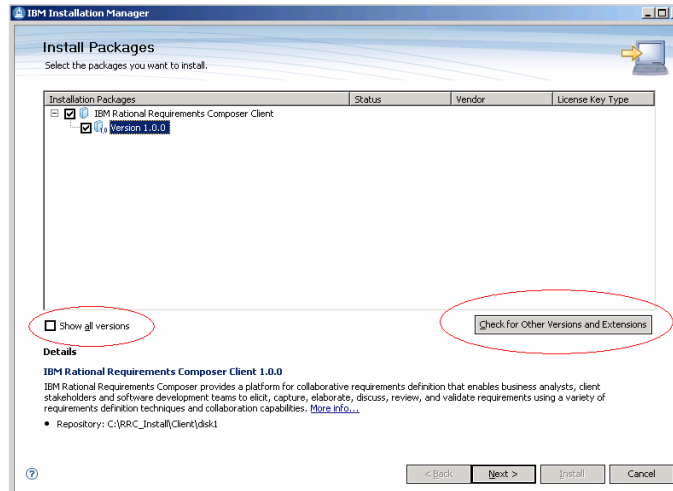 IBM Installation Manager
Install Packages
Select the packages you want to install.
Installation Packages Status Vendor License Key Type
IBM Rational Requirements Composer Client
Version 1.0.0
Show all versions
Check for Other Versions and Extensions
Details
IBM Rational Requirements Composer Client 1.0.0
IBM Rational Requirements Composer provides a platform for collaborative requirements definition that enables business analysts, client
stakeholders and software development teams to elicit, capture, elaborate, discuss, review, and validate requirements using a variety of
requirements definition techniques and collaboration capabilities. More info...
• Repository: C:\RRC_Install\Client\disk1
? < Back Next > Install Cancel